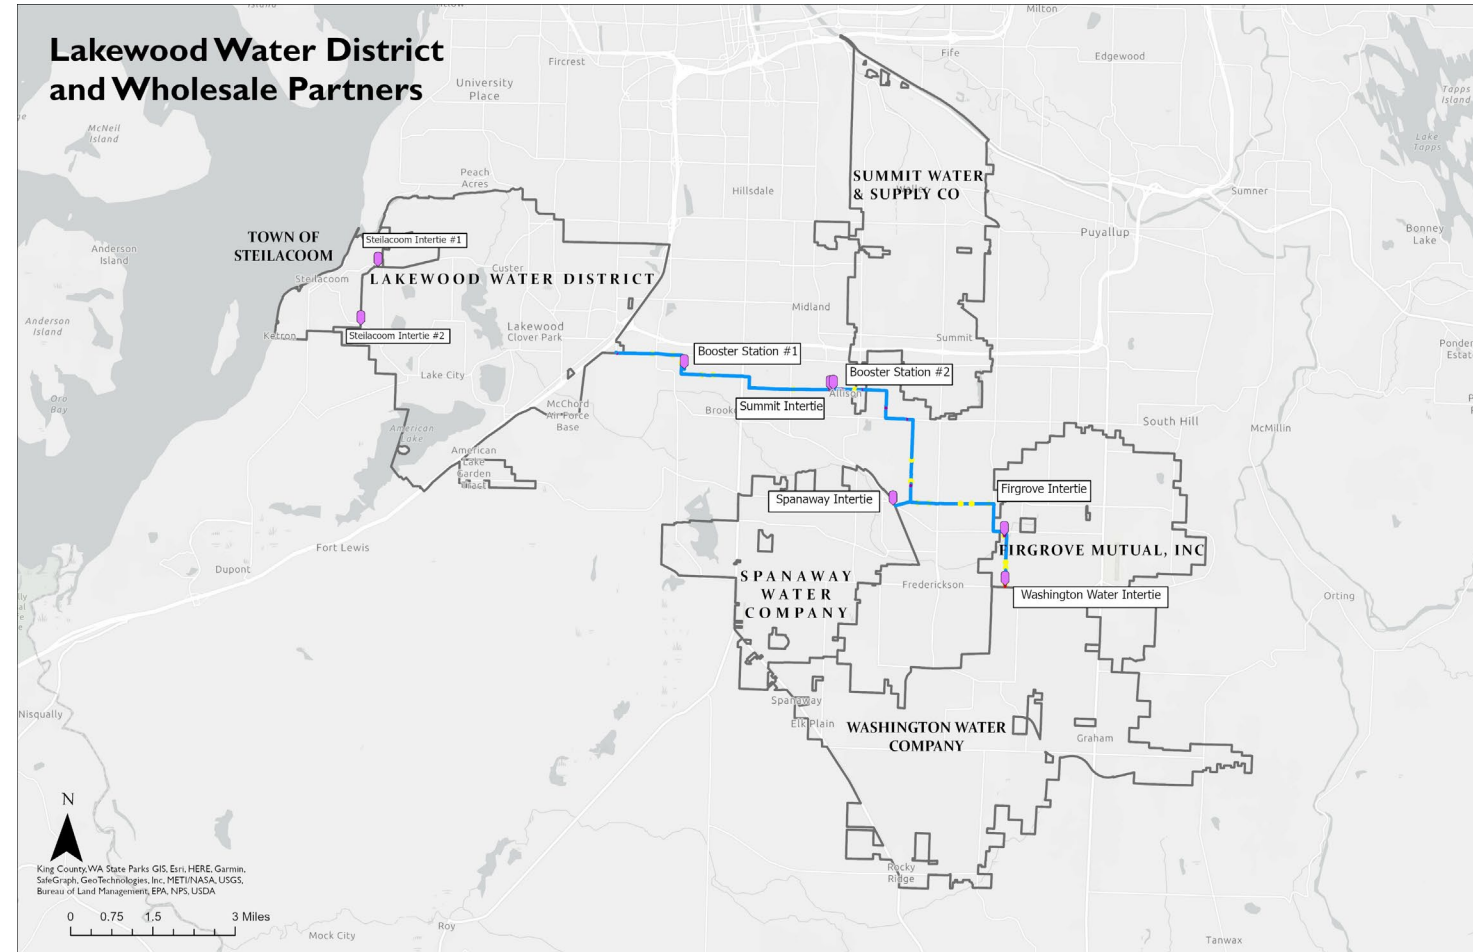 Lakewood Water District
and Wholesale Partners
Milton
Fife
Edgewood
Fircrest
University
Place
Tapps
Island
McNeil
Island
Lake
Tapps
Peach
Acres
Hillsdale
SUMMIT WATER
& SUPPLY CO
Sumner
Puyallup
Bonney
Lake
TOWN OF
STEILACOOM
Steilacoom Intertie #1
Anderson
Island
Custer
Steilacoom
LAKEWOOD WATER DISTRICT
Midland
Anderson
Island
Ketron
Steilacoom Intertie #2
Lakewood
Clover Park
Summit
Booster Station #1
Booster Station #2
Lake City
Allison
Summit Intertie
Oro
Bay
McChord
Air Force
Base
American
Lake
South Hill
McMillin
American
Lake
Garden
Tract
Spanaway Intertie
Firgrove Intertie
Fort Lewis
Dupont
FIRGROVE MUTUAL, INC
SPANAWAY
WATER
COMPANY
Frederickson
Washington Water Intertie
Orting
Nisqually
Spanaway
Elk Plain
WASHINGTON WATER
COMPANY
Graham
N
King County, WA State Parks GIS, Esri, HERE, Garmin,
SafeGraph, GeoTechnologies, Inc, METI/NASA, USGS,
Bureau of Land Management, EPA, NPS, USDA
Rocky
Ridge
0 0.75 1.5 3 Miles
Roy
Mock City
Tanwax